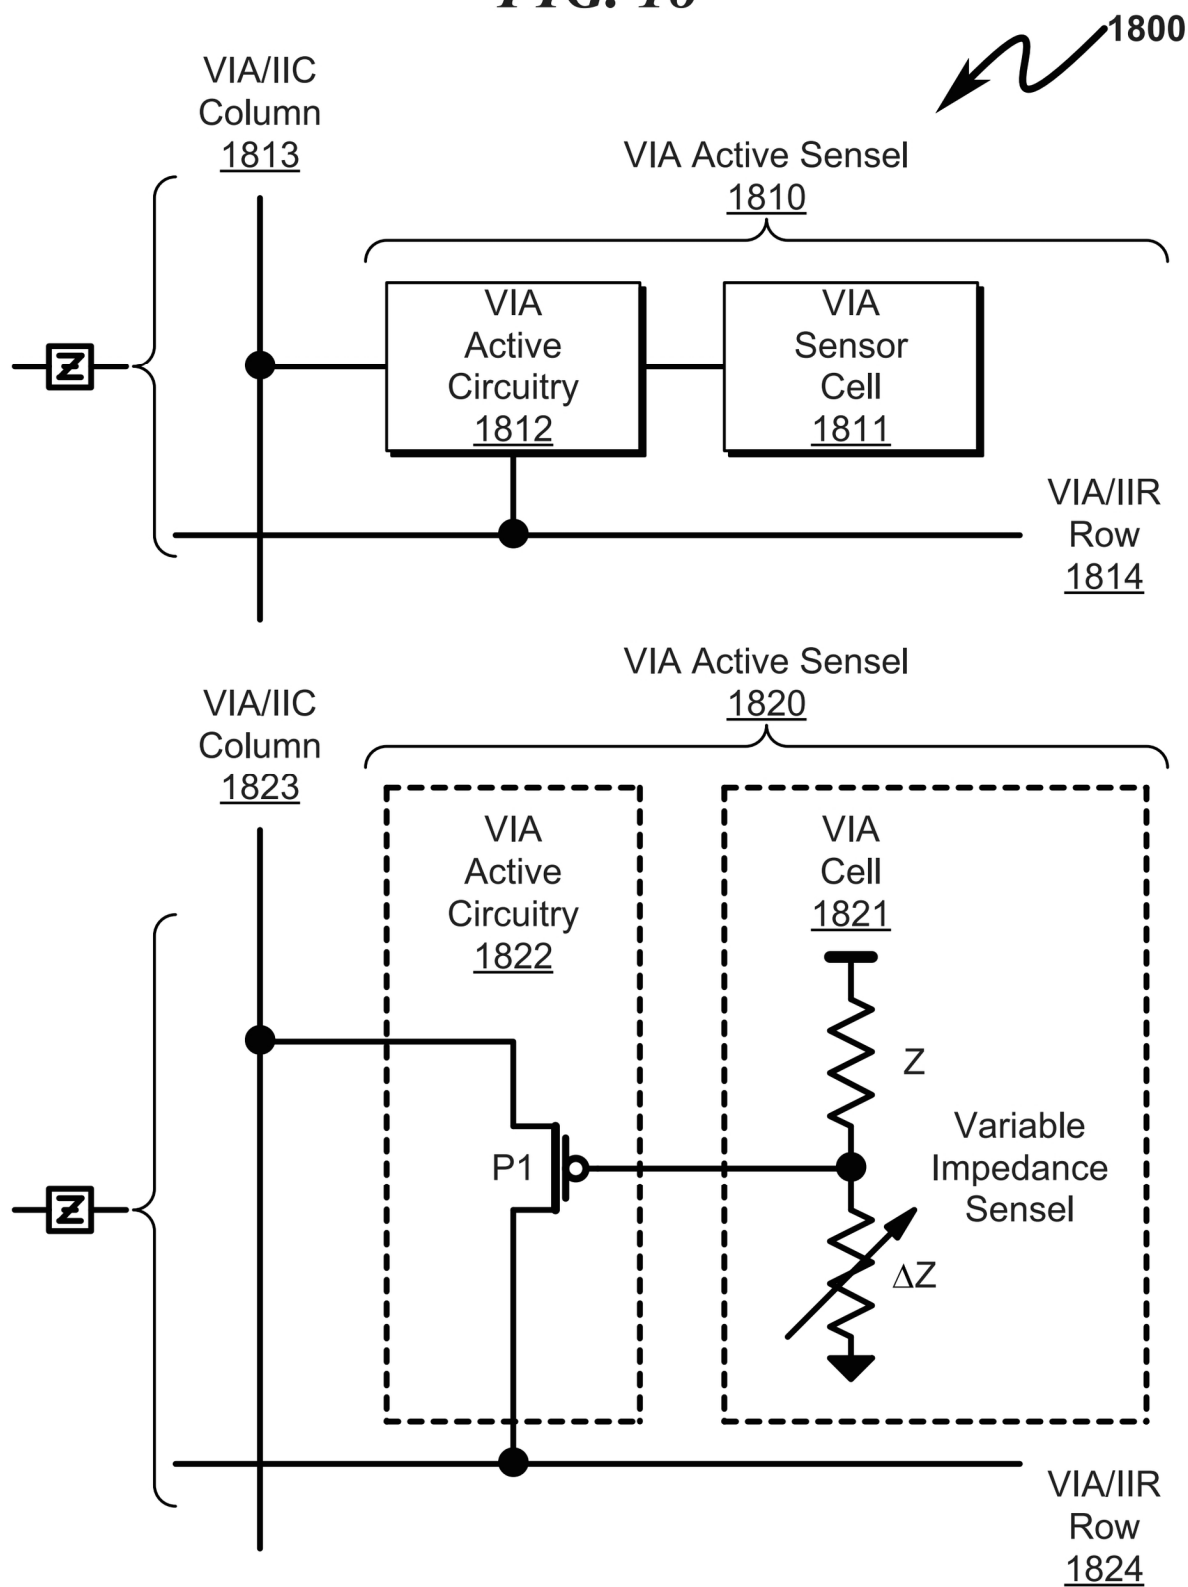 FIG. 18
1800
VIA/IIC
Column
1813
VIA Active Sensel
1810
VIA
Active
Circuitry
1812
VIA
Sensor
Cell
1811
Z
VIA/IIR
Row
1814
VIA Active Sensel
1820
VIA/IIC
Column
1823
VIA
Active
Circuitry
1822
VIA
Cell
1821
Z
Variable
Impedance
Sensel
P1
Z
ΔZ
VIA/IIR
Row
1824